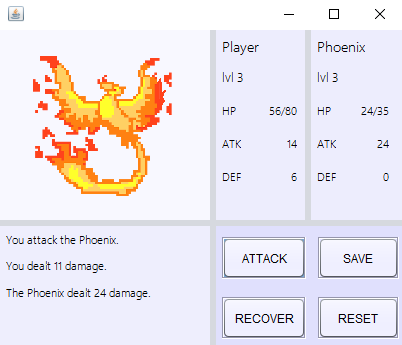 Player
lvl 3
HP 56/80
ATK 14
DEF 6
Phoenix
lvl 3
HP 24/35
ATK 24
DEF 0
You attack the Phoenix.
You dealt 11 damage.
The Phoenix dealt 24 damage.
ATTACK
SAVE
RECOVER
RESET